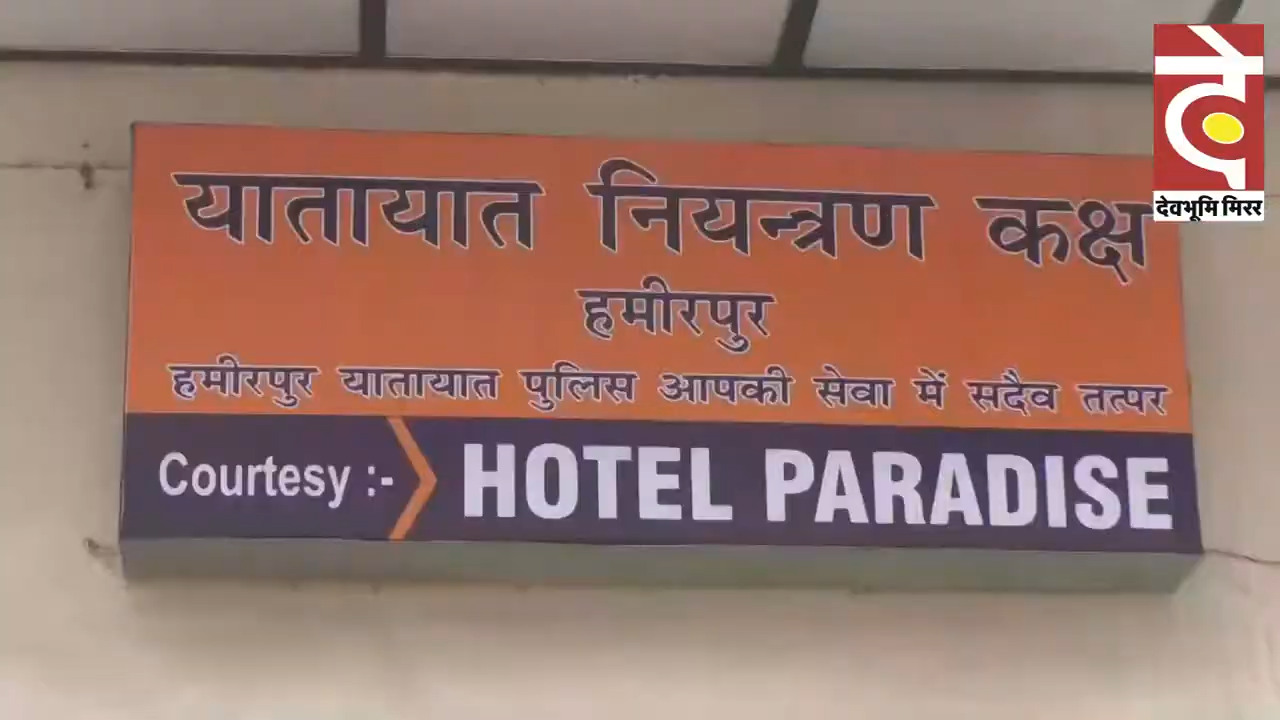 यातायात नियन्त्रण कक्ष
हमीरपुर
हमीरपुर यातायात पुलिस आपकी सेवा में सदैव तत्पर
Courtesy :- HOTEL PARADISE
दे
देवभूमि मिरर